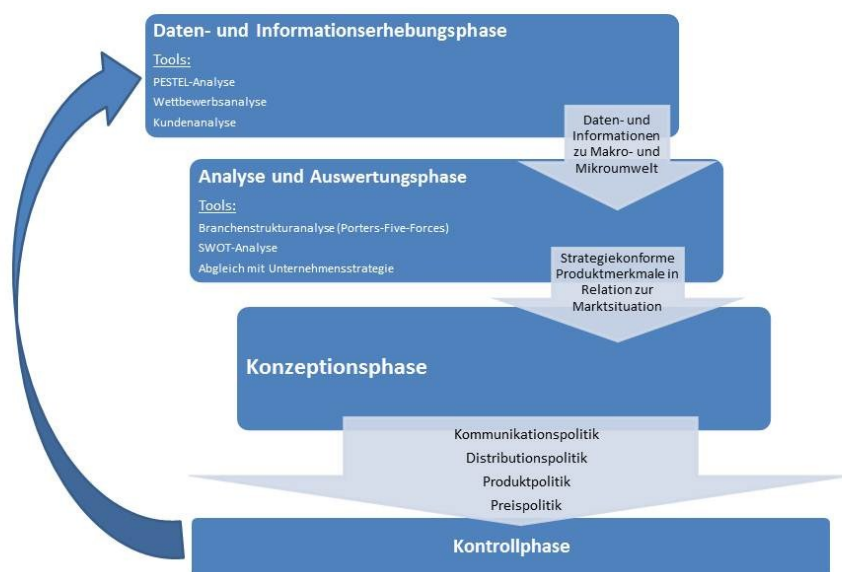 Daten- und Informationserhebungsphase
Tools:
PESTEL-Analyse
Wettbewerbsanalyse
Kundenanalyse
Daten- und
Informationen
zu Makro- und
Mikroumwelt
Analyse und Auswertungsphase
Tools:
Branchenstrukturanalyse (Porters-Five-Forces)
SWOT-Analyse
Abgleich mit Unternehmensstrategie
Strategiekonforme
Produktmerkmale in
Relation zur
Marktsituation
Konzeptionsphase
Kommunikationspolitik
Distributionspolitik
Produktpolitik
Preispolitik
Kontrollphase